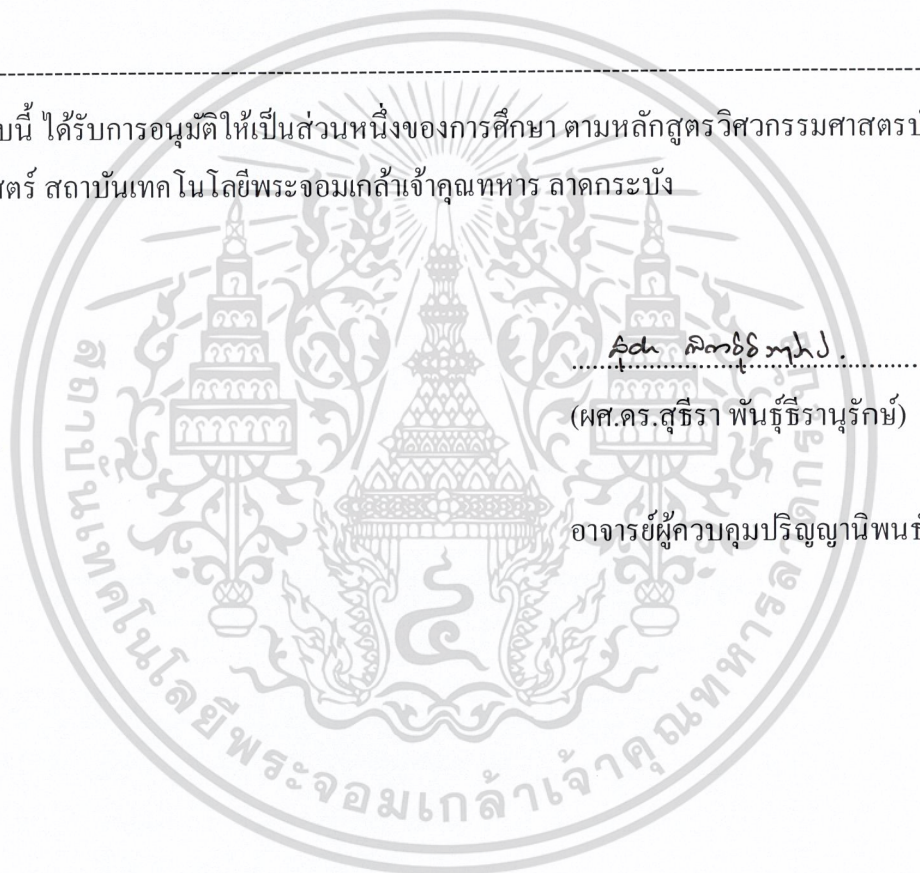 บนี้ ได้รับการอนุมัติให้เป็นส่วนหนึ่งของการศึกษา ตามหลักสูตรวิศวกรรมศาสตร
สตร์ สถาบันเทคโนโลยีพระจอมเกล้าเจ้าคุณทหาร ลาดกระบัง
(ผศ.ดร.สุธีรา พันธุ์ธีรานุรักษ์)
อาจารย์ผู้ควบคุมปริญญานิพนธ์
สถาบันเทคโนโลยีพระจอมเกล้าเจ้าคุณทหารลาดกระบัง
๔